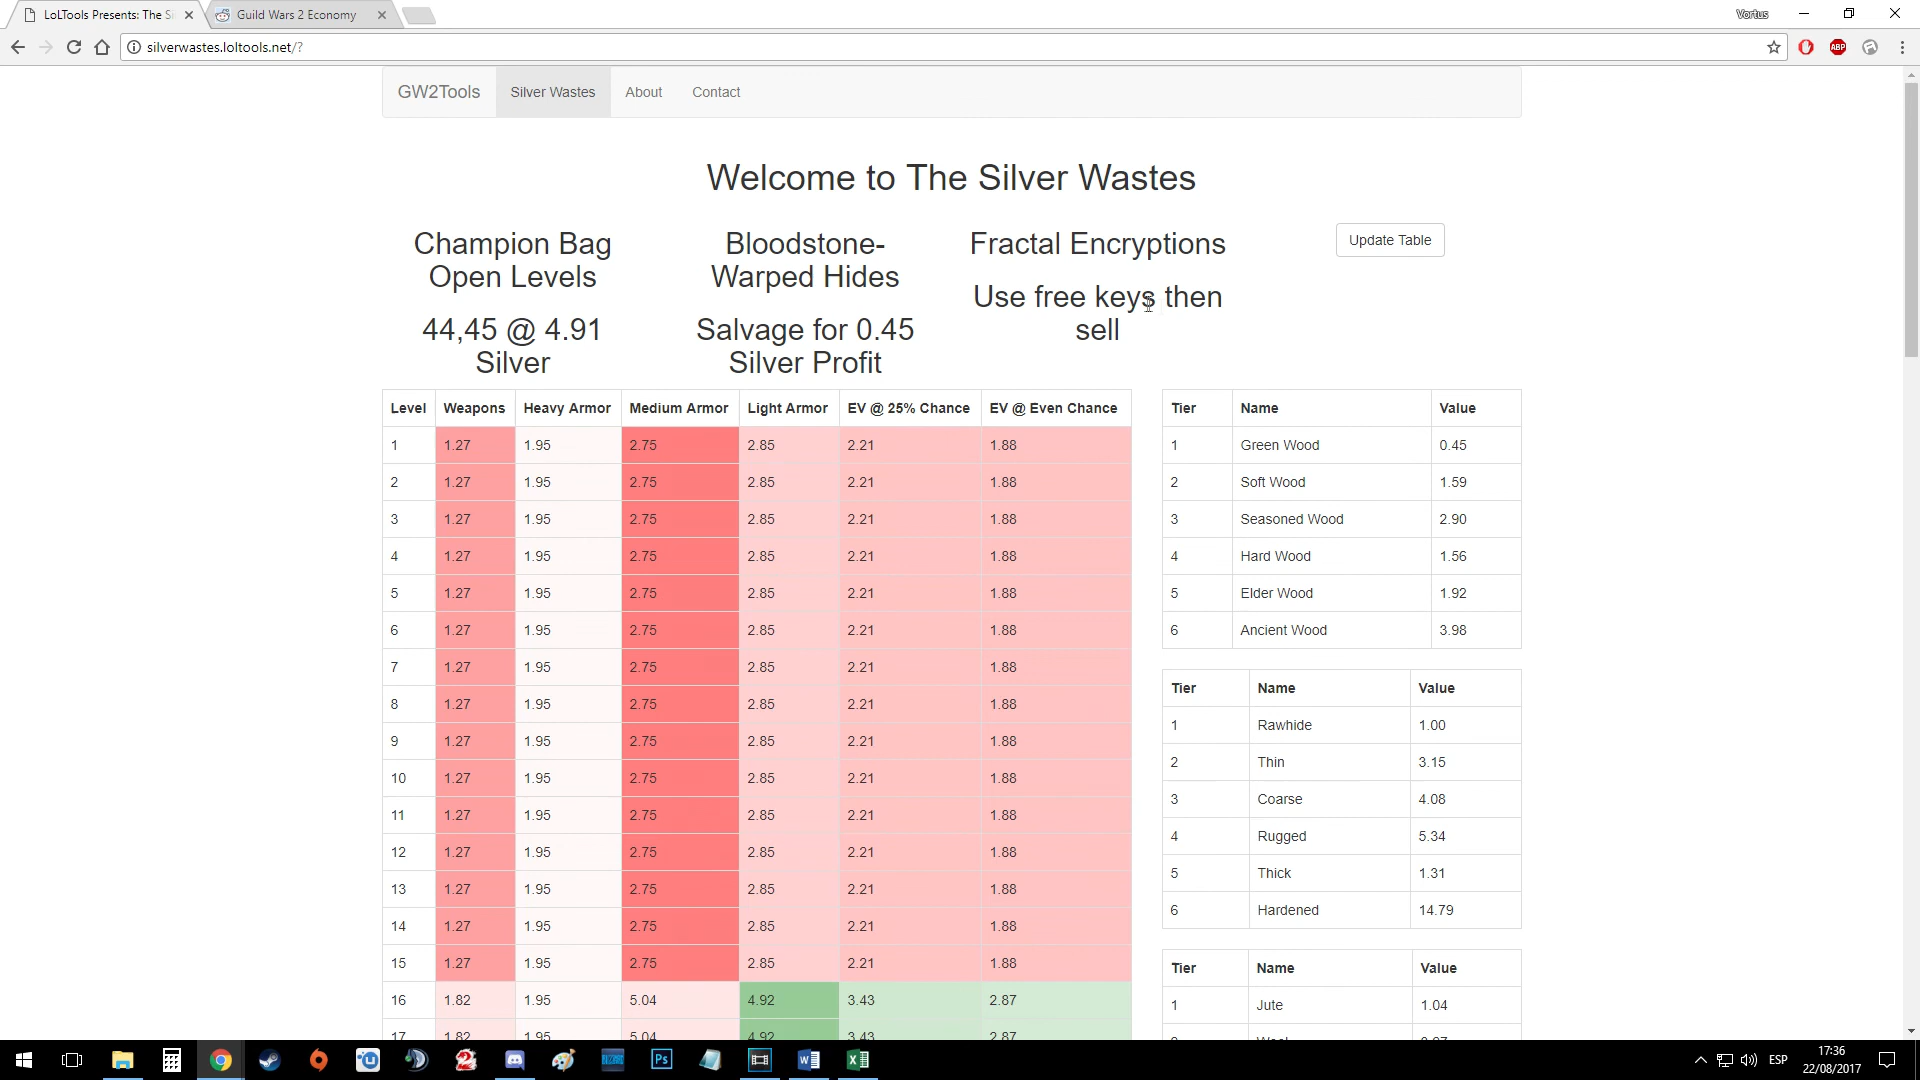 LoLTools Presents: The S
Guild Wars 2 Economy
Vortus
silverwastes.loltools.net/?
ABP
GW2Tools Silver Wastes About Contact
Welcome to The Silver Wastes
Champion Bag
Open Levels
44,45 @ 4.91
Silver
Bloodstone-
Warped Hides
Salvage for 0.45
Silver Profit
Fractal Encryptions
Use free keys then
sell
Update Table
Level Weapons Heavy Armor Medium Armor Light Armor EV @ 25% Chance EV @ Even Chance
1 1.27 1.95 2.75 2.85 2.21 1.88
2 1.27 1.95 2.75 2.85 2.21 1.88
3 1.27 1.95 2.75 2.85 2.21 1.88
4 1.27 1.95 2.75 2.85 2.21 1.88
5 1.27 1.95 2.75 2.85 2.21 1.88
6 1.27 1.95 2.75 2.85 2.21 1.88
7 1.27 1.95 2.75 2.85 2.21 1.88
8 1.27 1.95 2.75 2.85 2.21 1.88
9 1.27 1.95 2.75 2.85 2.21 1.88
10 1.27 1.95 2.75 2.85 2.21 1.88
11 1.27 1.95 2.75 2.85 2.21 1.88
12 1.27 1.95 2.75 2.85 2.21 1.88
13 1.27 1.95 2.75 2.85 2.21 1.88
14 1.27 1.95 2.75 2.85 2.21 1.88
15 1.27 1.95 2.75 2.85 2.21 1.88
16 1.82 1.95 5.04 4.92 3.43 2.87
17 1.82 1.95 5.04 4.92 3.43 2.87
Tier Name Value
1 Green Wood 0.45
2 Soft Wood 1.59
3 Seasoned Wood 2.90
4 Hard Wood 1.56
5 Elder Wood 1.92
6 Ancient Wood 3.98
Tier Name Value
1 Rawhide 1.00
2 Thin 3.15
3 Coarse 4.08
4 Rugged 5.34
5 Thick 1.31
6 Hardened 14.79
Tier Name Value
1 Jute 1.04
Ps
ESP
17:36
22/08/2017